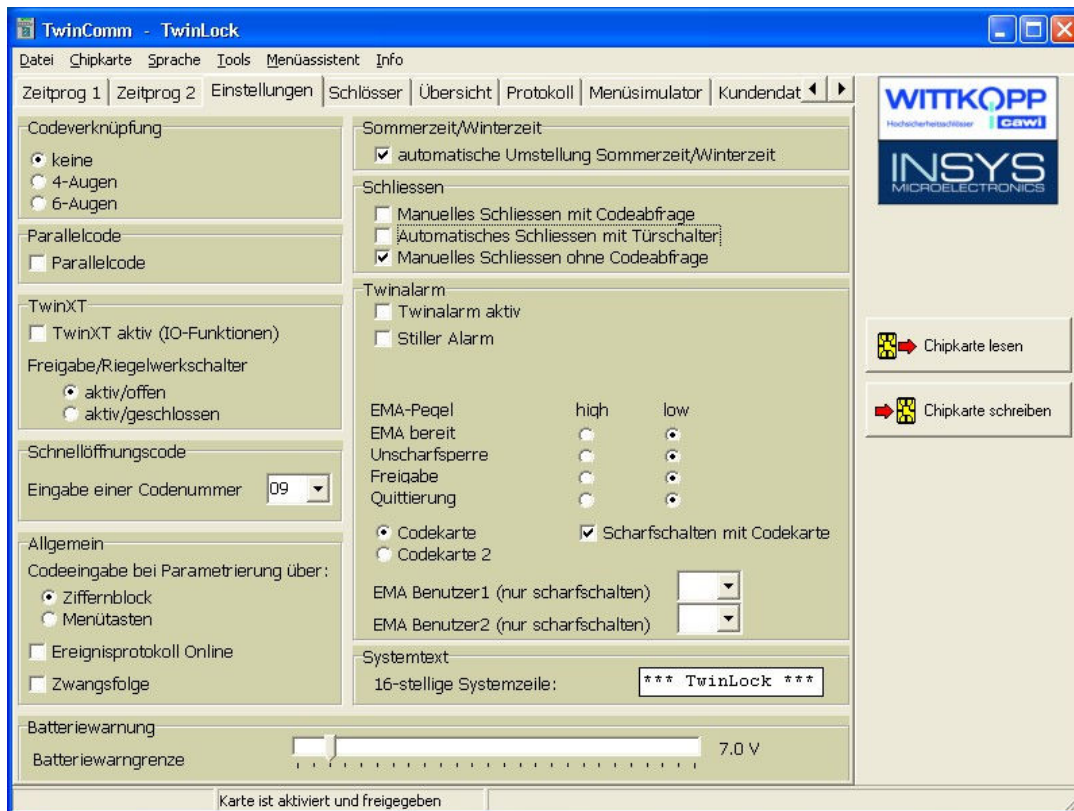 TwinComm - TwinLock
Datei Chipkarte Sprache Tools Menüassistent Info
Zeitprog 1 Zeitprog 2 Einstellungen Schlösser Übersicht Protokoll Menüsimulator Kundendat
Codeverknüpfung
keine
4-Augen
6-Augen
Parallelcode
Parallelcode
TwinXT
TwinXT aktiv (IO-Funktionen)
Freigabe/Riegelwerkschalter
aktiv/offen
aktiv/geschlossen
Schnellöffnungscode
Eingabe einer Codenummer 09
Allgemein
Codeeingabe bei Parametrierung über:
Ziffernblock
Menütasten
Ereignisprotokoll Online
Zwangsfolge
Sommerzeit/Winterzeit
automatische Umstellung Sommerzeit/Winterzeit
Schliessen
Manuelles Schliessen mit Codeabfrage
Automatisches Schliessen mit Türschalter
Manuelles Schliessen ohne Codeabfrage
Twinalarm
Twinalarm aktiv
Stiller Alarm
EMA-Pegel high low
EMA bereit
Unscharfsperre
Freigabe
Quittierung
Codekarte Scharfschalten mit Codekarte
Codekarte 2
EMA Benutzer1 (nur scharfschalten)
EMA Benutzer2 (nur scharfschalten)
Systemtext
16-stellige Systemzeile: *** TwinLock ***
Batteriewarnung
Batteriewarngrenze 7.0 V
WITTKOPP
Hochsicherheitsschlösser cawi
INSYS
MICROELECTRONICS
Chipkarte lesen
Chipkarte schreiben
Karte ist aktiviert und freigegeben